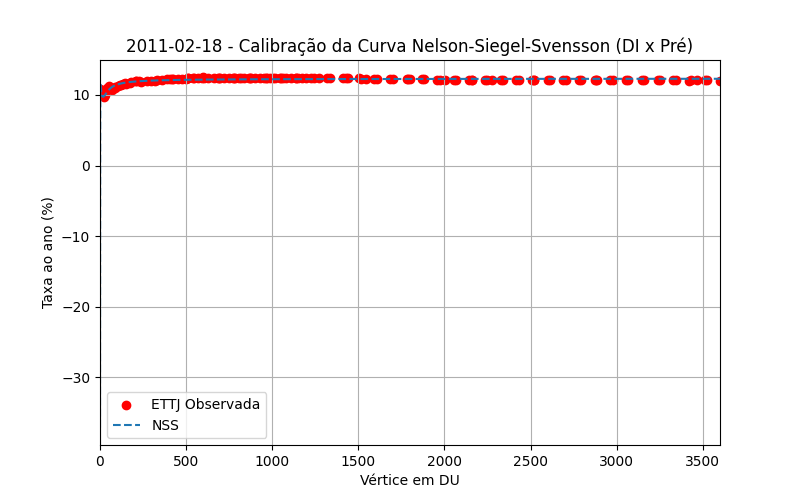 2011-02-18 - Calibração da Curva Nelson-Siegel-Svensson (DI x Pré)
Taxa ao ano (%)
10
0
−10
−20
−30
ETTJ Observada
NSS
0 500 1000 1500 2000 2500 3000 3500
Vértice em DU